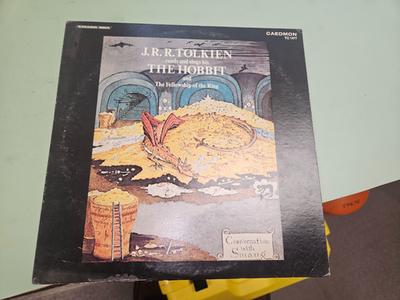 CAEDMON
TC 1477
J.R.R. TOLKIEN
reads and sings his
THE HOBBIT
and
The Fellowship of the Ring
Conversation
with
Smaug